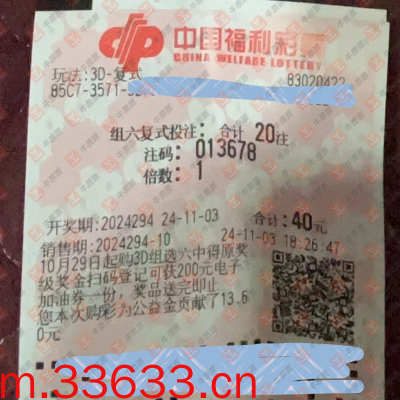 中国福利彩
CHINA WELFARE LOTTERY
玩法:3D-复式
83020422
85C7-3571-
组六复式投注: 合计 20注
注码: 013678
倍数: 1
开奖期:2024294 24-11-03 合计:40元
销售期:2024294-10 24-11-03 18:26:47
10月29日起购3D组选六中得原奖
级奖金扫码登记可获200元电子
加油券一份，奖品送完即止
您本次购彩为公益金贡献了13.6
0元
m.33633.cn